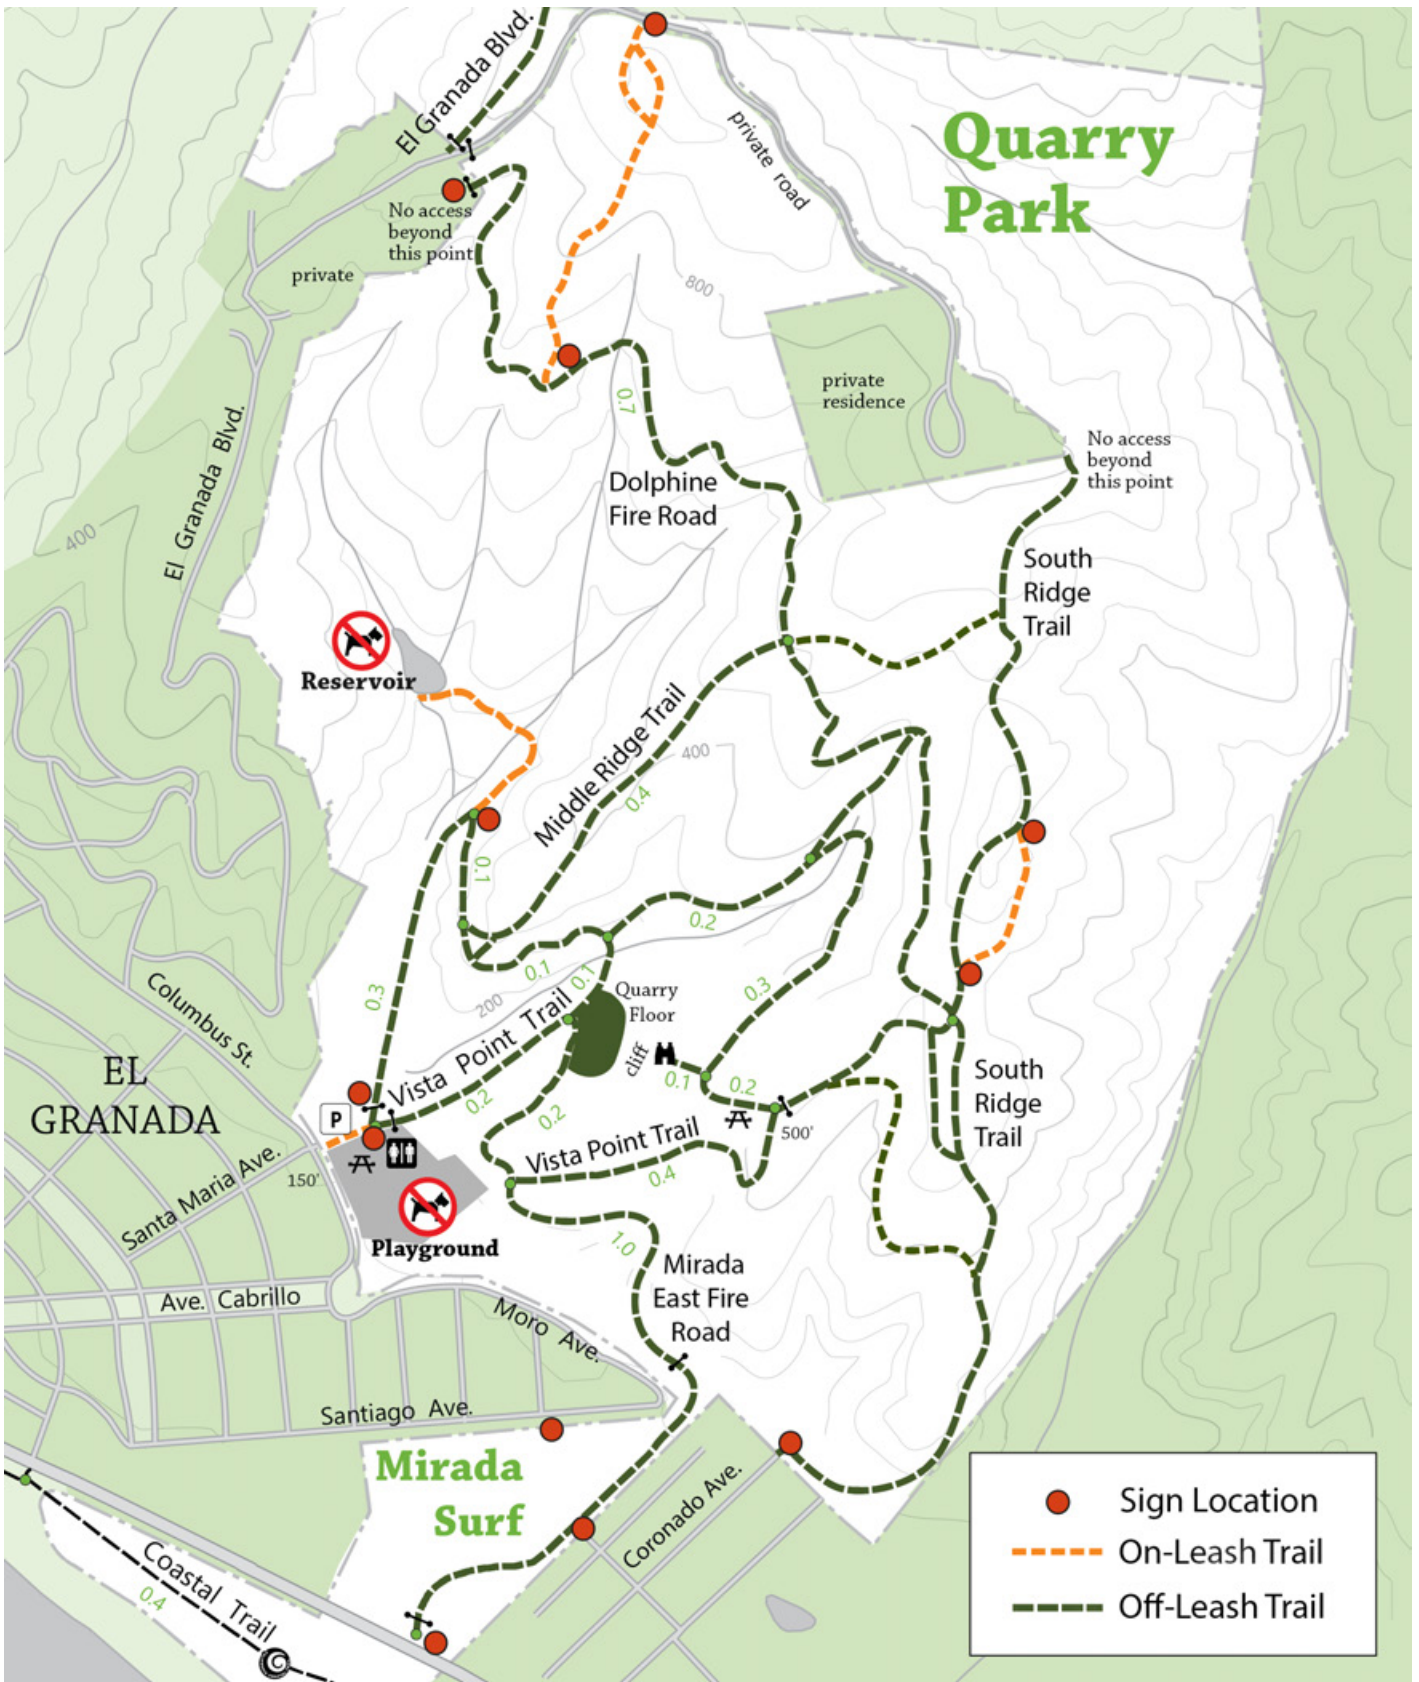 El Granada Blvd.
Quarry
Park
private road
No access
beyond
this point
private
800
private
residence
0.7
No access
beyond
this point
El Granada Blvd.
400
Dolphine
Fire Road
South
Ridge
Trail
Reservoir
Middle Ridge Trail
400
0.4
0.1
0.2
0.1
0.1
0.3
0.3
200
Quarry
Floor
cliff
Columbus St.
EL
GRANADA
Vista Point Trail
0.2
0.1
0.2
0.2
P
500'
South
Ridge
Trail
Vista Point Trail
0.4
Santa Maria Ave.
150'
Playground
1.0
Mirada
East Fire
Road
Ave. Cabrillo
Moro Ave.
Santiago Ave.
Mirada
Surf
Coronado Ave.
Coastal Trail
0.4
Sign Location
On-Leash Trail
Off-Leash Trail